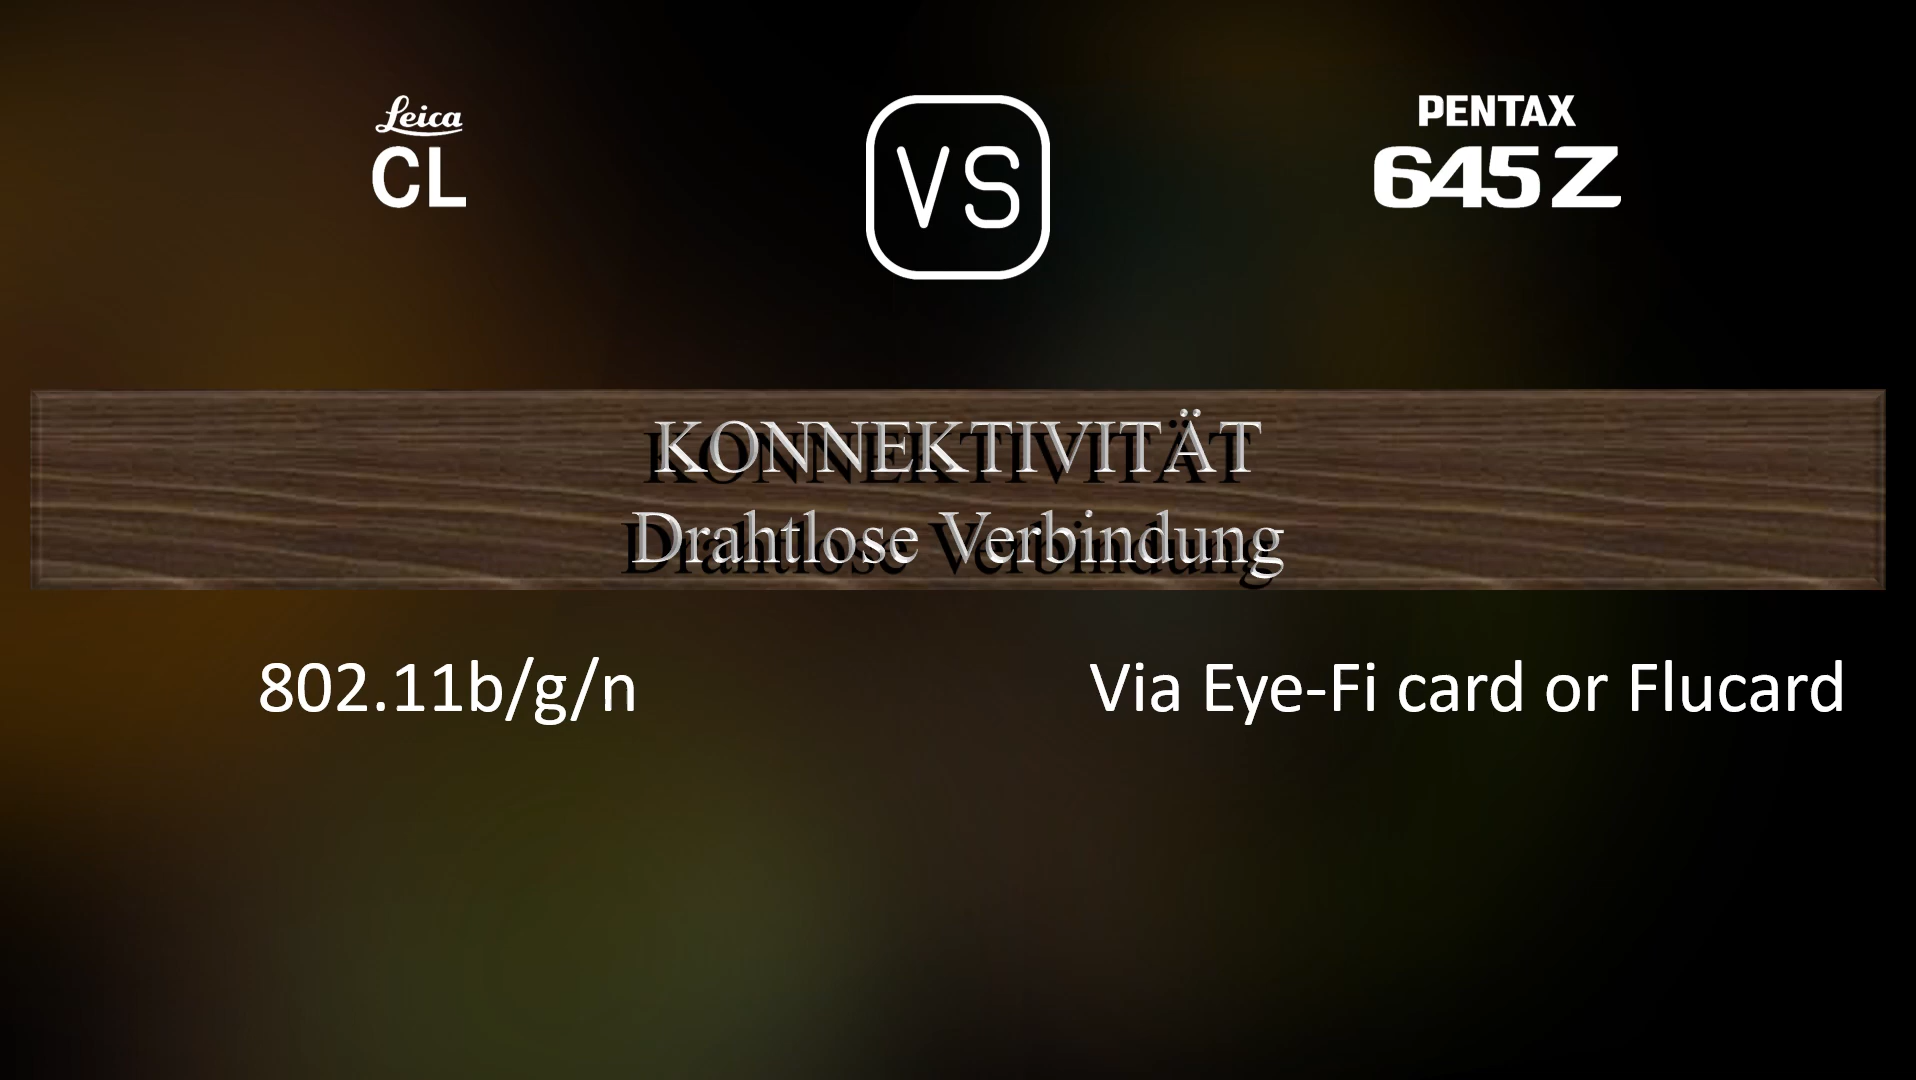 Leica
CL
VS
PENTAX
645Z
KONNEKTIVITÄT
Drahtlose Verbindung
802.11b/g/n
Via Eye-Fi card or Flucard